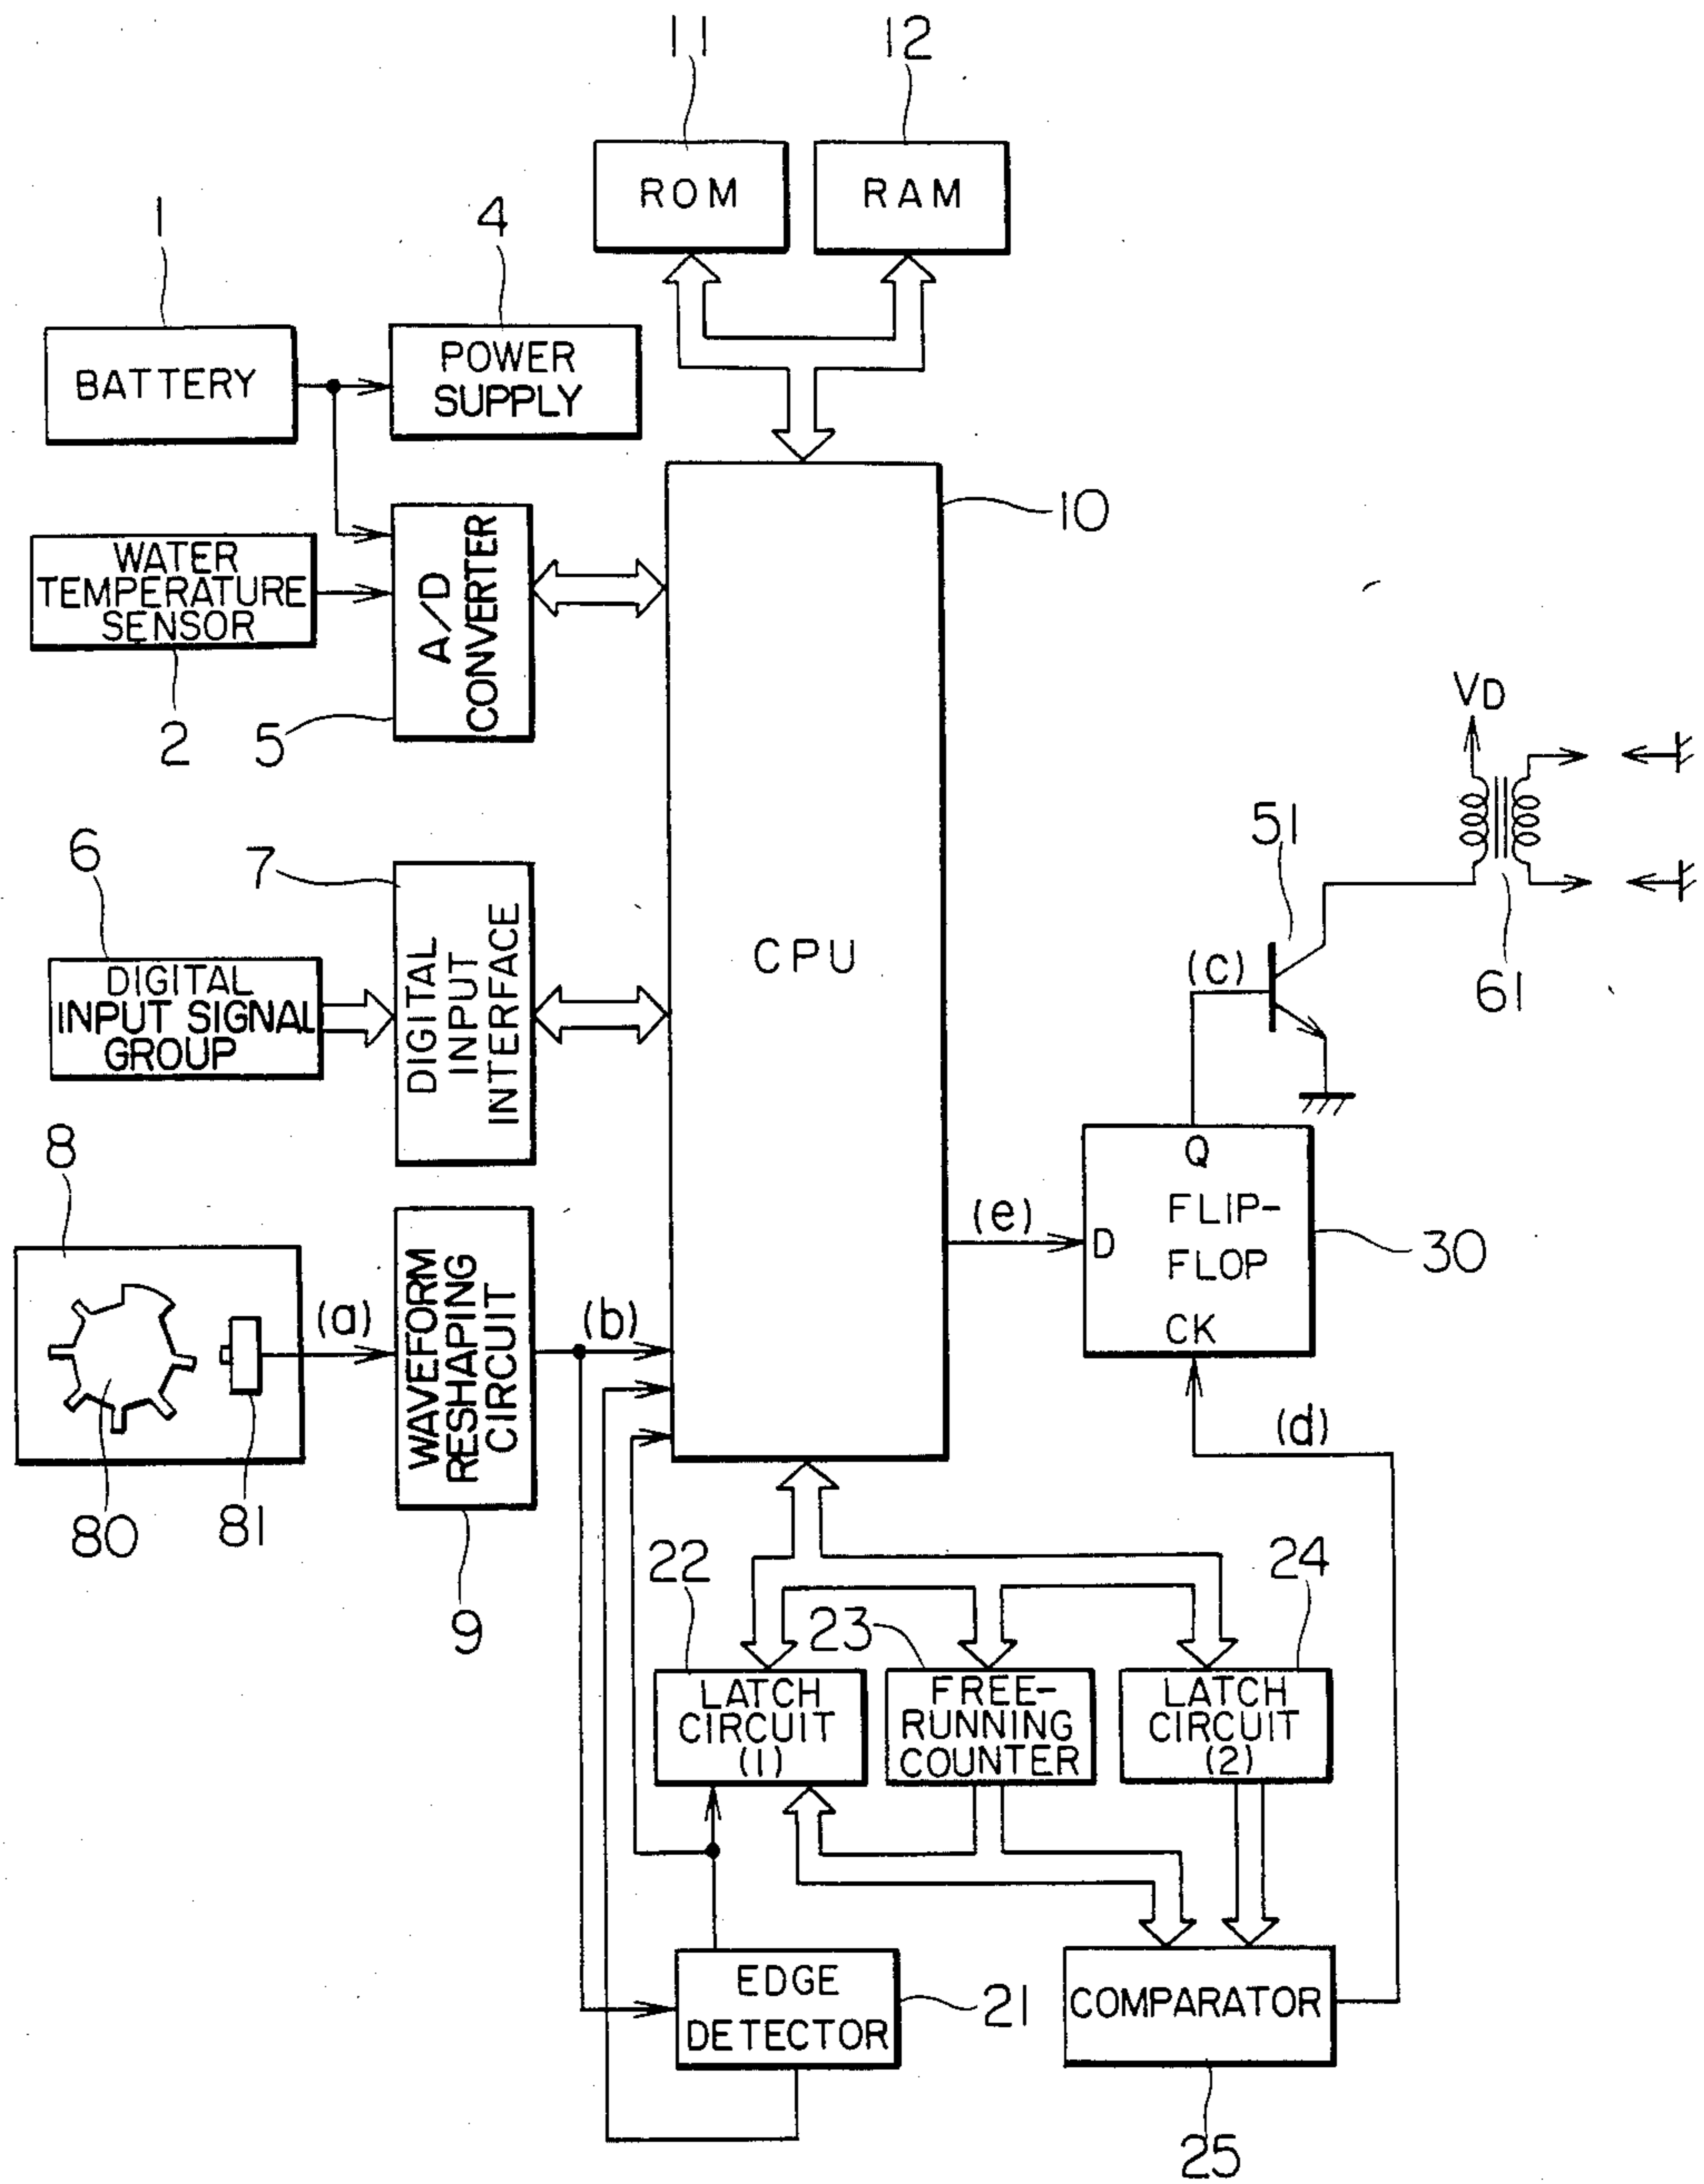 11
12
ROM
RAM
1
4
BATTERY
POWER
SUPPLY
10
WATER
TEMPERATURE
SENSOR
2
A/D
CONVERTER
5
CPU
VD
51
61
6
DIGITAL
INPUT SIGNAL
GROUP
7
DIGITAL
INPUT
INTERFACE
(c)
Q
FLIP-
FLOP
D
CK
30
(e)
(d)
8
80
81
(a)
WAVEFORM
RESHAPING
CIRCUIT
9
(b)
22
23
24
LATCH
CIRCUIT
(1)
FREE-
RUNNING
COUNTER
LATCH
CIRCUIT
(2)
EDGE
DETECTOR
21
COMPARATOR
25